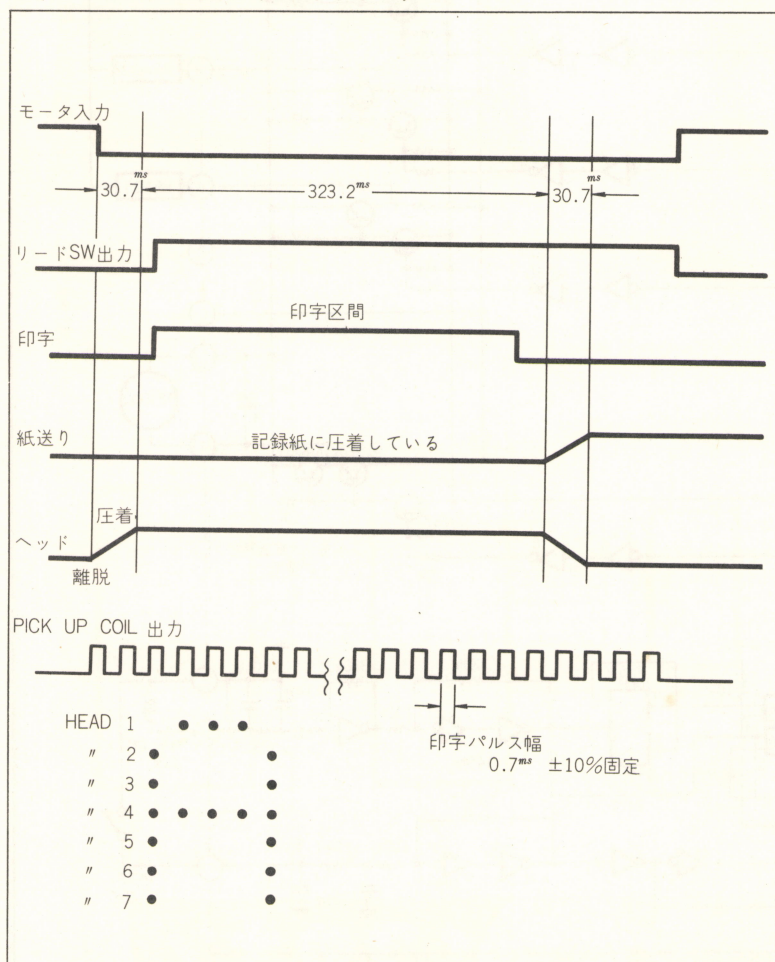 モータ入力
30.7ms
323.2ms
30.7ms
リードSW出力
印字区間
印字
紙送り
記録紙に圧着している
圧着
ヘッド
離脱
PICK UP COIL 出力
HEAD 1
〃 2
〃 3
〃 4
〃 5
〃 6
〃 7
印字パルス幅
0.7ms ±10%固定